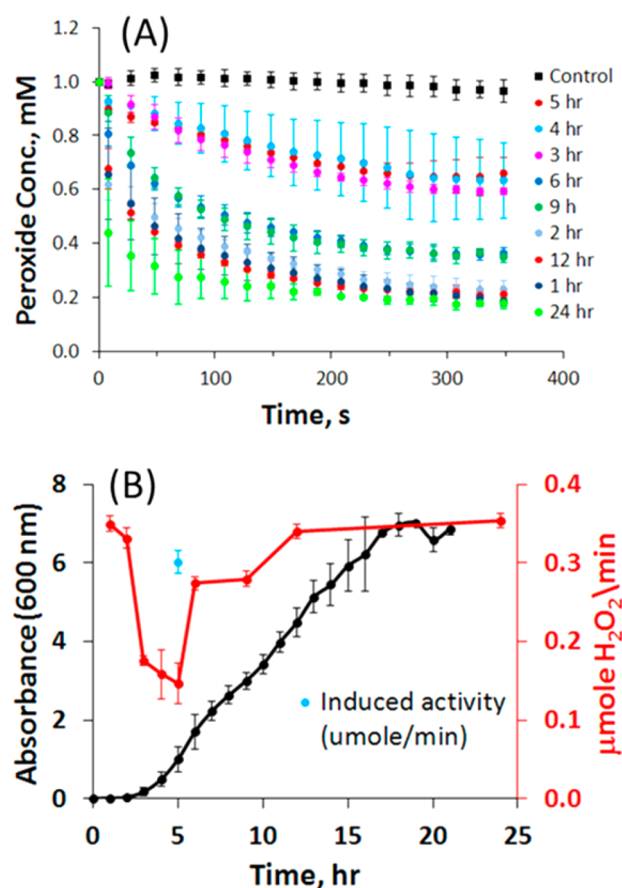 (A)
Peroxide Conc., mM
1.2
1.0
0.8
0.6
0.4
0.2
0.0
0
100
200
300
400
Time, s
Control
5 hr
4 hr
3 hr
6 hr
9 h
2 hr
12 hr
1 hr
24 hr
(B)
Absorbance (600 nm)
8
6
4
2
0
0
5
10
15
20
25
Time, hr
0.4
0.3
0.2
0.1
0.0
μmole H₂O₂\min
Induced activity
(umole/min)